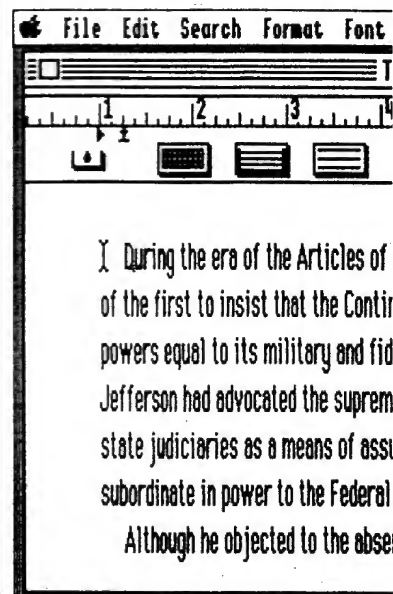 File Edit Search Format Font
T
1 2 3 4
During the era of the Articles of
of the first to insist that the Contin
powers equal to its military and fid
Jefferson had advocated the suprem
state judiciaries as a means of assu
subordinate in power to the Federal
Although he objected to the abse